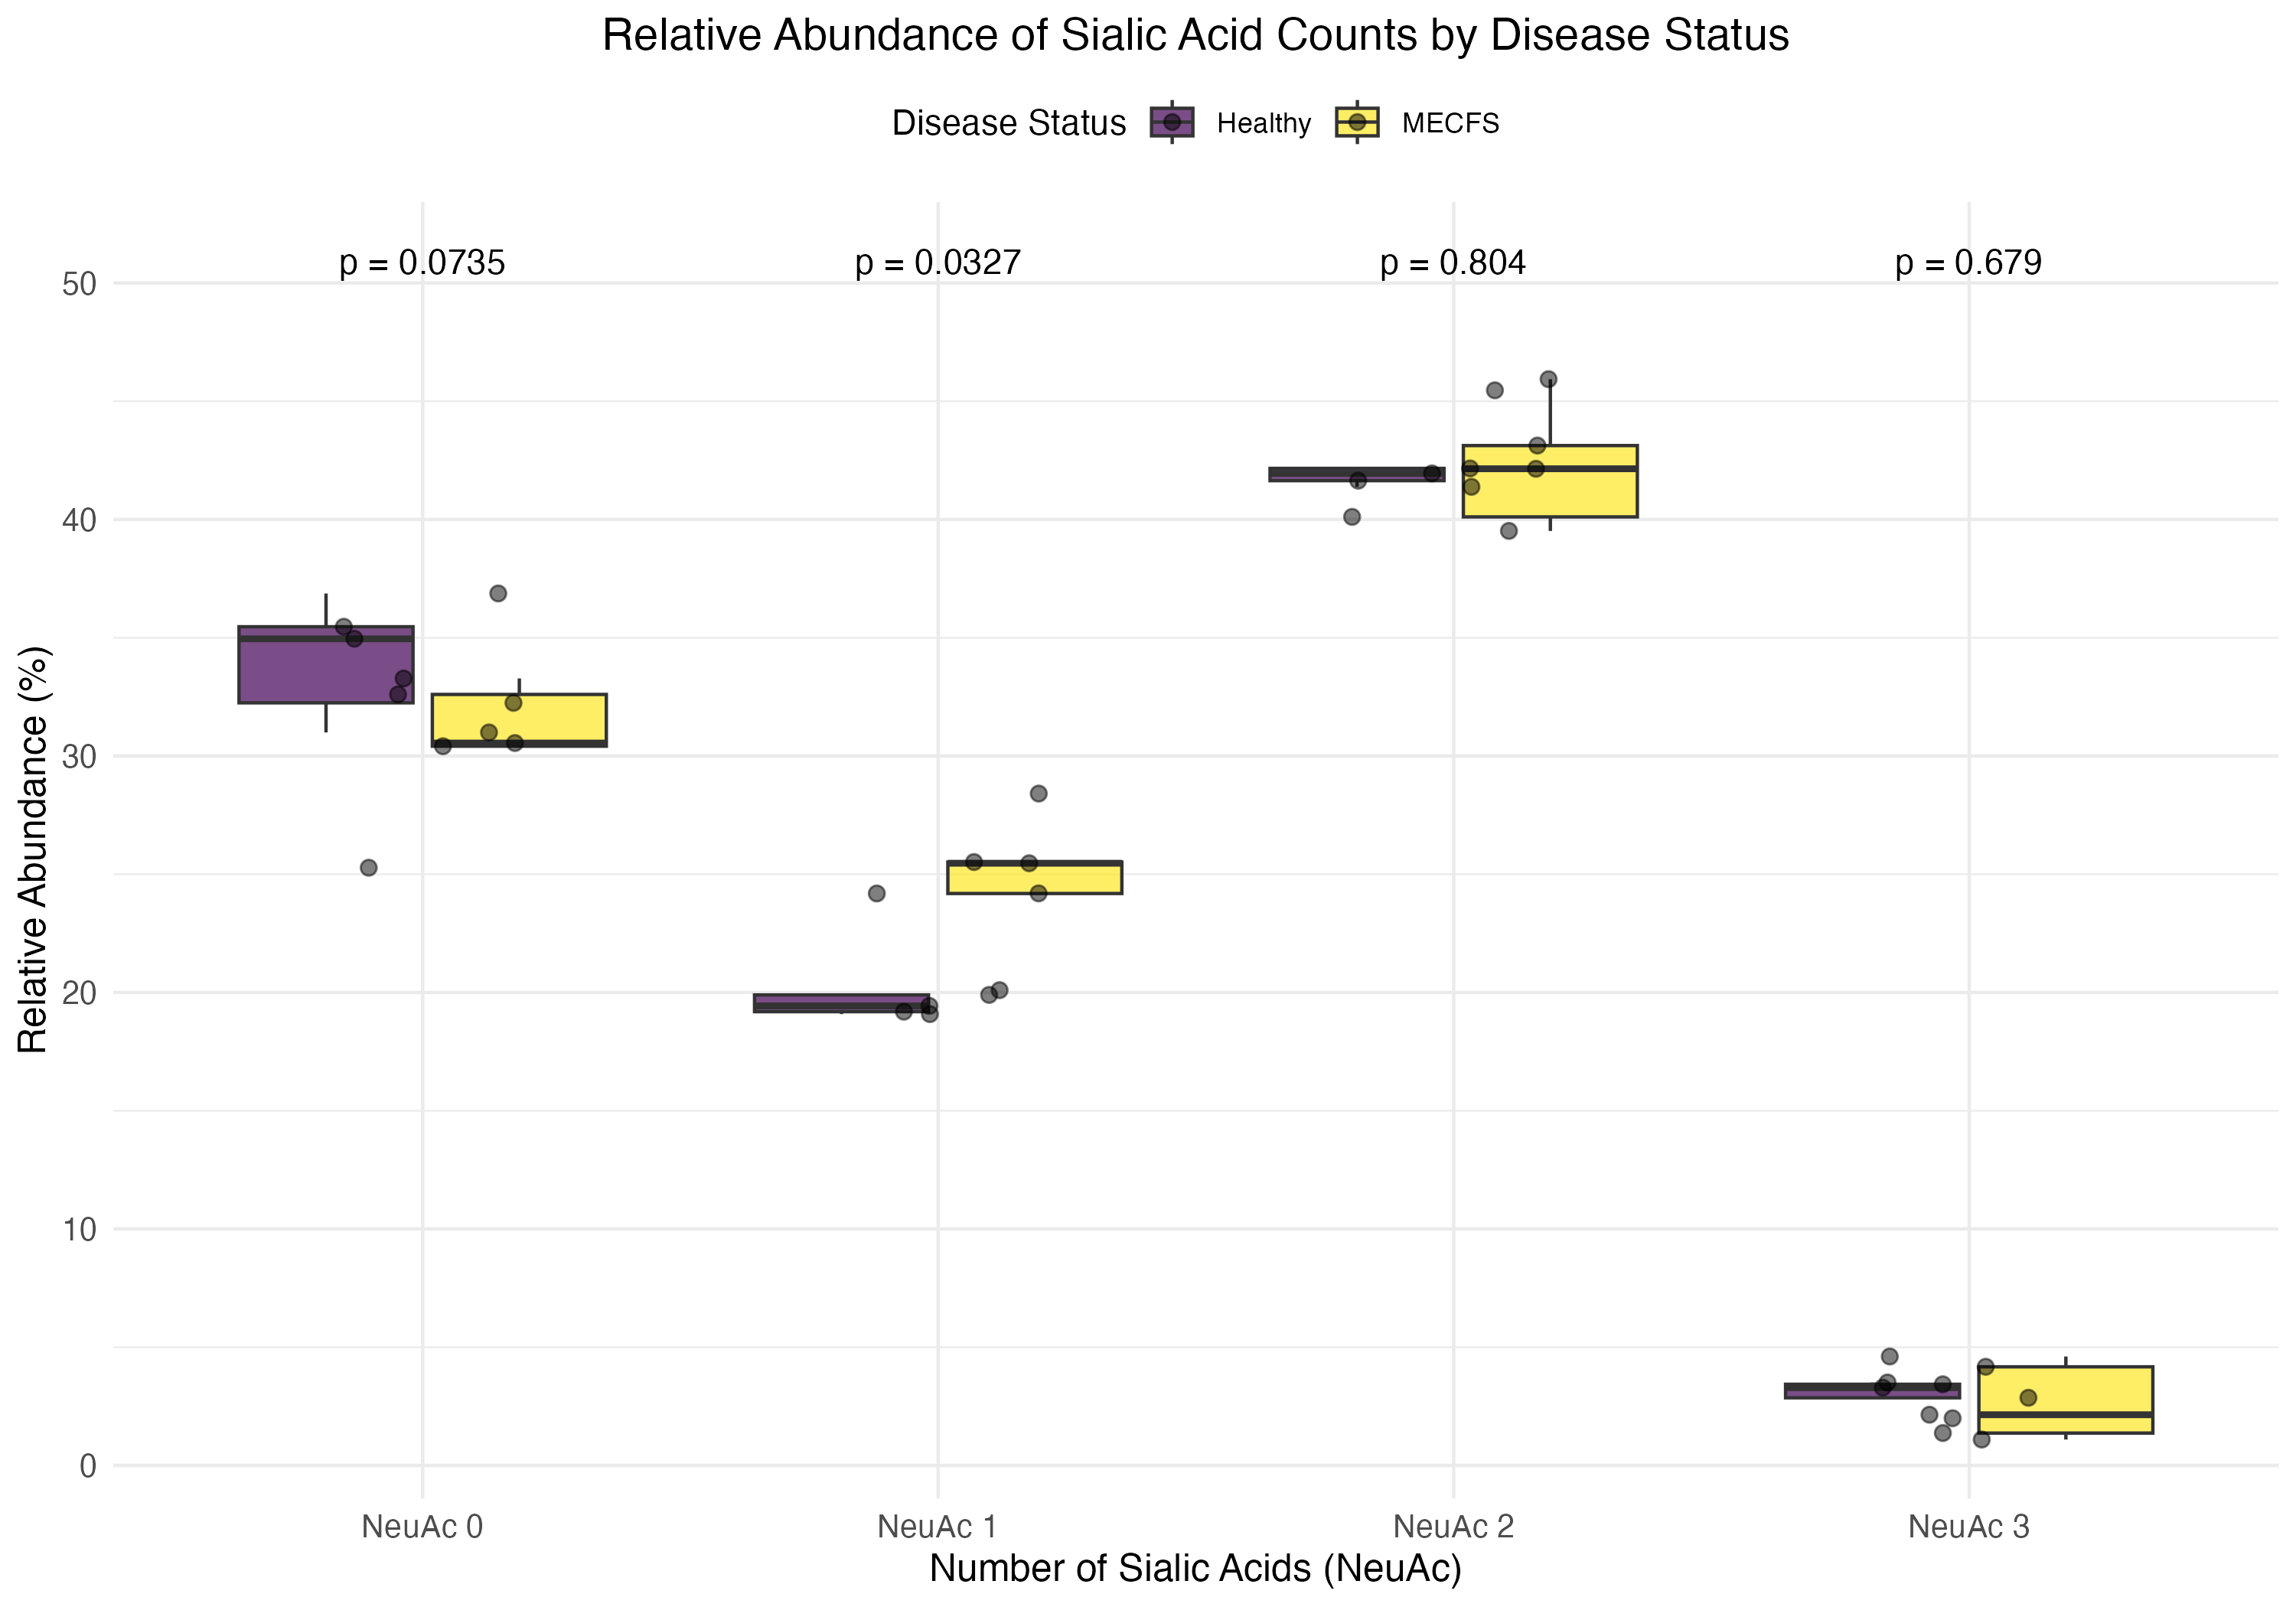 Relative Abundance of Sialic Acid Counts by Disease Status
Disease Status Healthy MECFS
p = 0.0735 p = 0.0327 p = 0.804 p = 0.679
50
40
30
20
10
0
Relative Abundance (%)
NeuAc 0 NeuAc 1 NeuAc 2 NeuAc 3
Number of Sialic Acids (NeuAc)